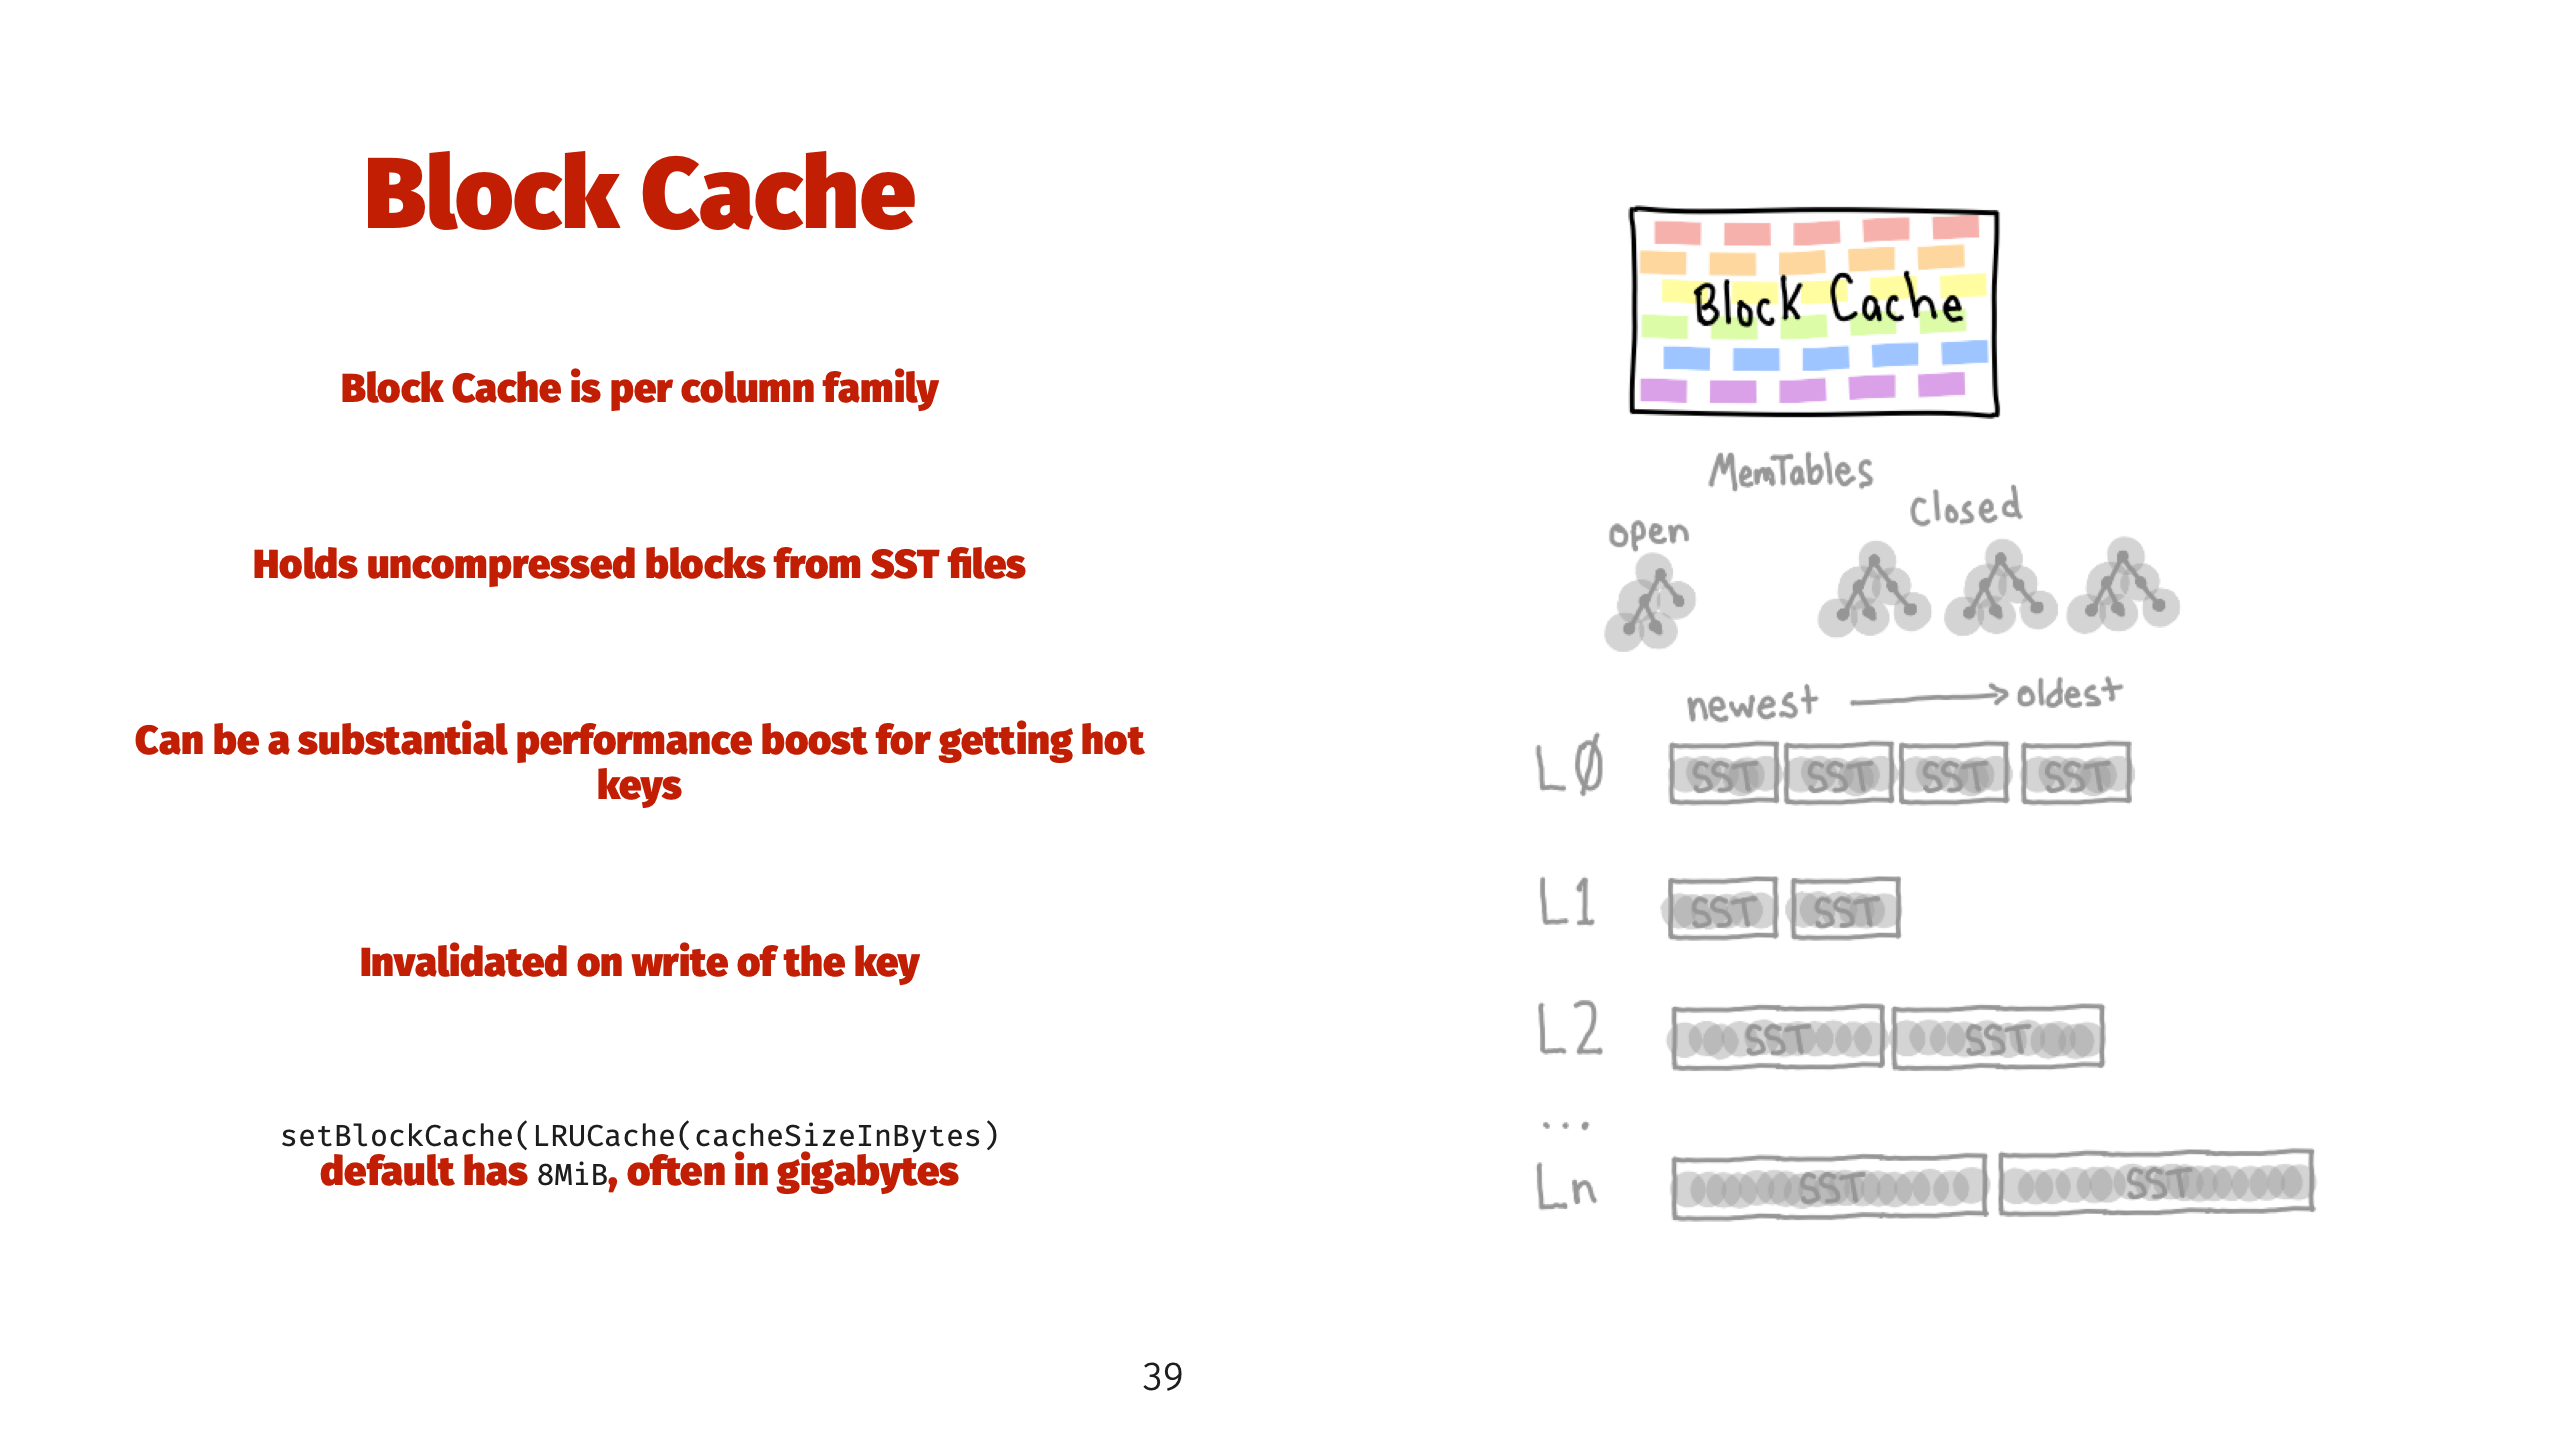 Block Cache
Block Cache is per column family
Holds uncompressed blocks from SST files
Can be a substantial performance boost for getting hot
keys
Invalidated on write of the key
setBlockCache(LRUCache(cacheSizeInBytes)
default has 8MiB, often in gigabytes
Block Cache
MemTables
open
Closed
newest → oldest
LØ SST SST SST SST
L1 SST SST
L2 SST SST
...
Ln SST SST
39